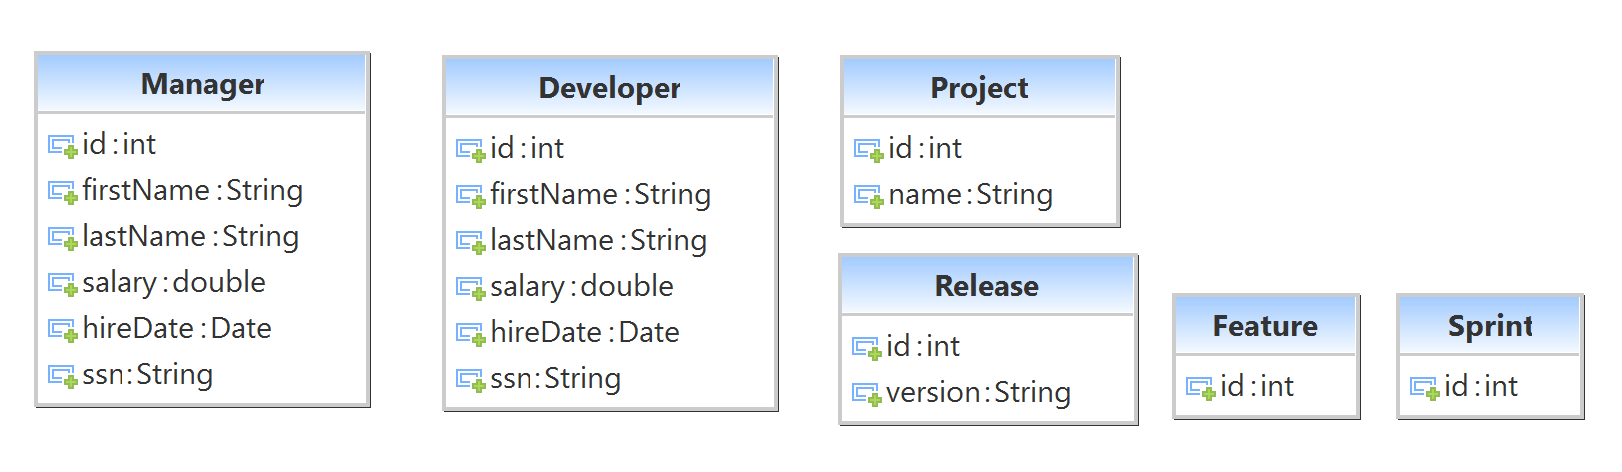 Manager
id : int
firstName : String
lastName : String
salary : double
hireDate : Date
ssn : String
Developer
id : int
firstName : String
lastName : String
salary : double
hireDate : Date
ssn : String
Project
id : int
name : String
Release
id : int
version : String
Feature
id : int
Sprint
id : int